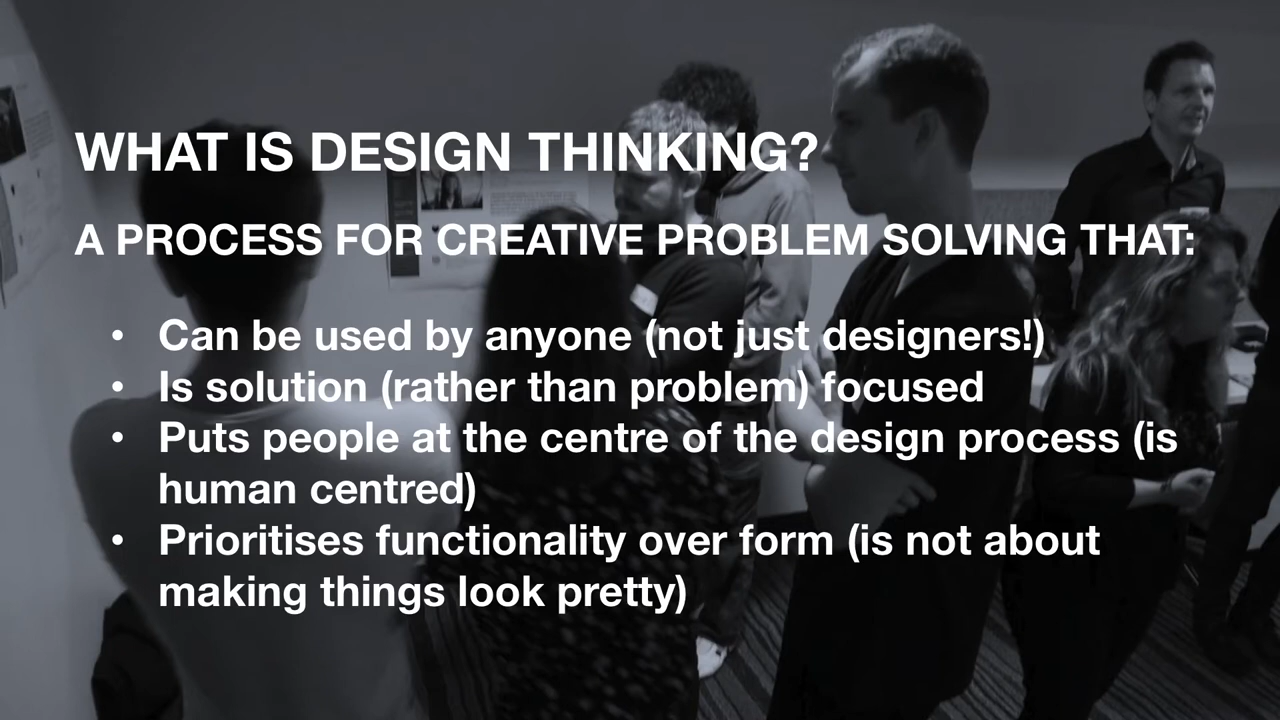 WHAT IS DESIGN THINKING?
A PROCESS FOR CREATIVE PROBLEM SOLVING THAT:
• Can be used by anyone (not just designers!)
• Is solution (rather than problem) focused
• Puts people at the centre of the design process (is
human centred)
• Prioritises functionality over form (is not about
making things look pretty)